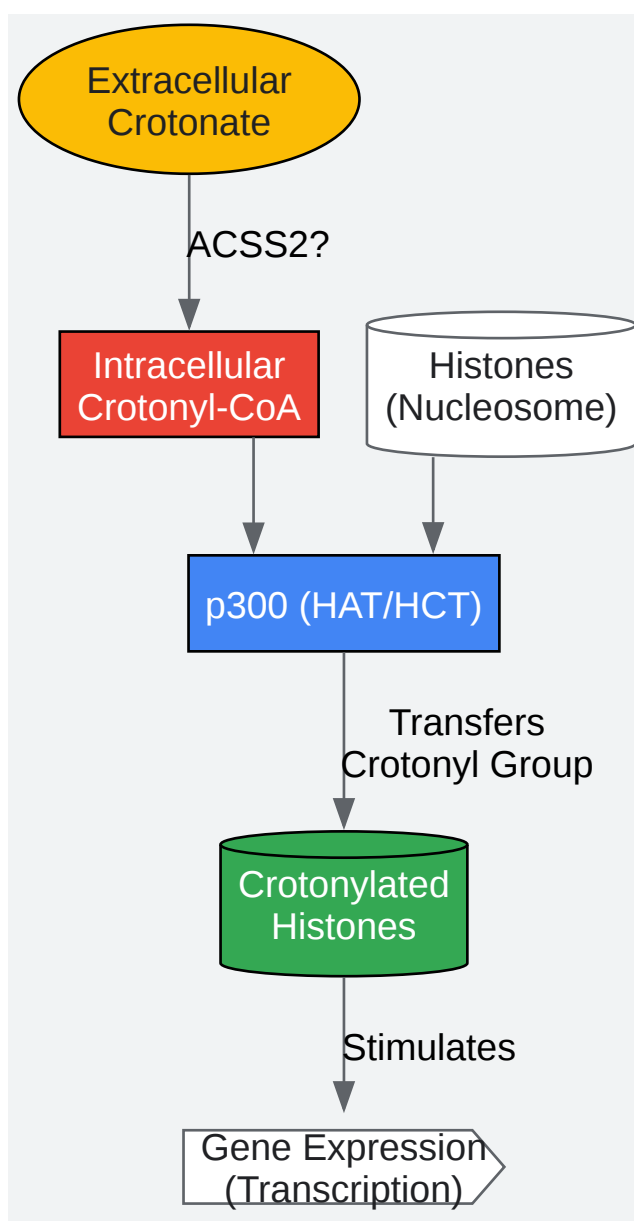 Extracellular
Crotonate
ACSS2?
Intracellular
Crotonyl-CoA
Histones
(Nucleosome)
p300 (HAT/HCT)
Transfers
Crotonyl Group
Crotonylated
Histones
Stimulates
Gene Expression
(Transcription)